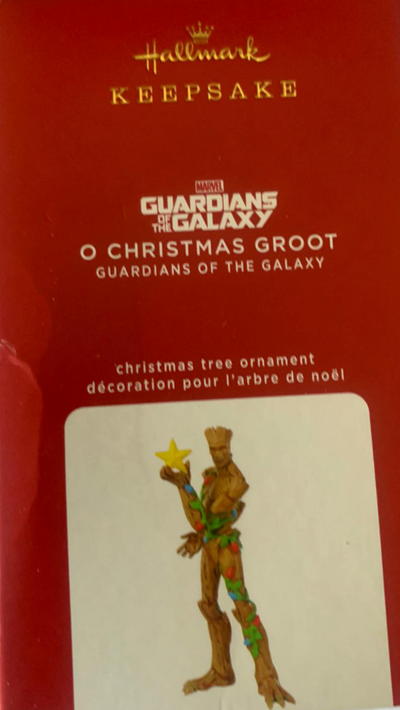 Hallmark
KEEPSAKE
MARVEL
GUARDIANS
OF THE GALAXY
O CHRISTMAS GROOT
GUARDIANS OF THE GALAXY
christmas tree ornament
décoration pour l'arbre de noël